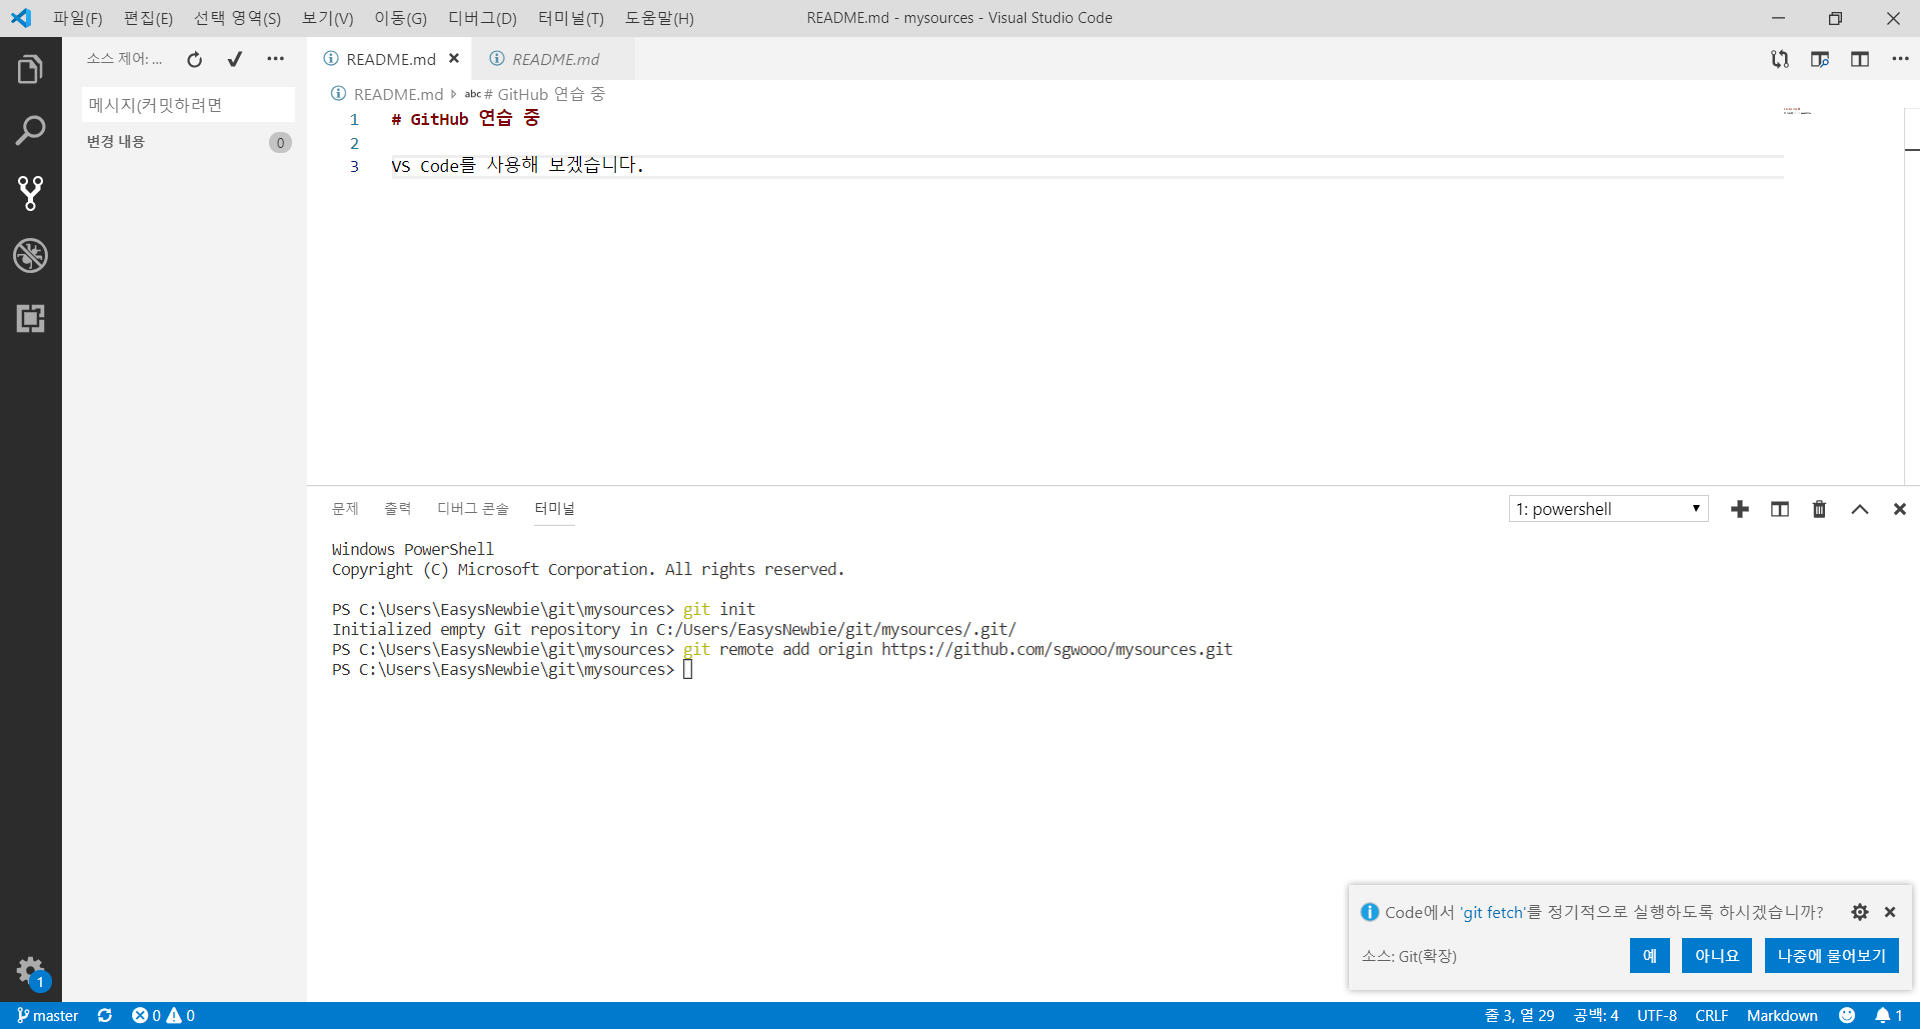 파일(F) 편집(E) 선택 영역(S) 보기(V) 이동(G) 디버그(D) 터미널(T) 도움말(H) README.md - mysources - Visual Studio Code
소스 제어: ...
README.md
README.md
메시지(커밋하려면
변경 내용 0
README.md abc # GitHub 연습 중
1 # GitHub 연습 중
2
3 VS Code를 사용해 보겠습니다.
문제 출력 디버그 콘솔 터미널 1: powershell
Windows PowerShell
Copyright (C) Microsoft Corporation. All rights reserved.
PS C:\Users\EasysNewbie\git\mysources> git init
Initialized empty Git repository in C:/Users/EasysNewbie/git/mysources/.git/
PS C:\Users\EasysNewbie\git\mysources> git remote add origin https://github.com/sgwooo/mysources.git
PS C:\Users\EasysNewbie\git\mysources>
Code에서 'git fetch'를 정기적으로 실행하도록 하시겠습니까?
소스: Git(확장) 예 아니요 나중에 물어보기
1
master 0 0 줄 3, 열 29 공백: 4 UTF-8 CRLF Markdown 1